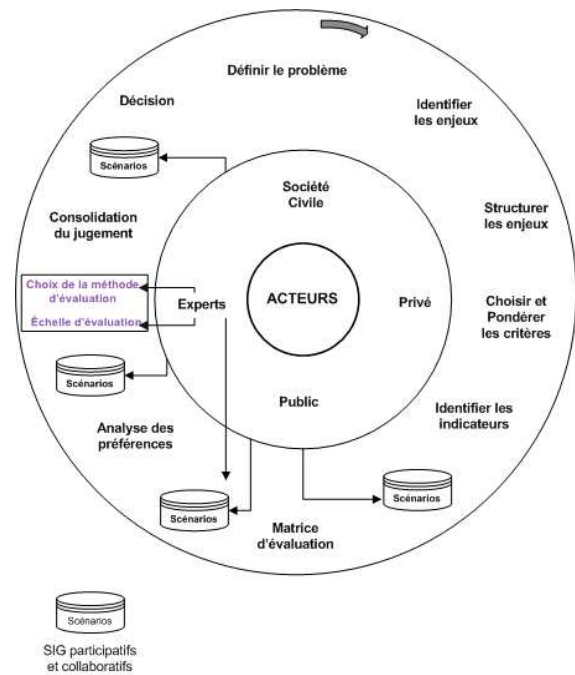 Définir le problème
Décision
Identifier
les enjeux
Scénarios
Société
Civile
Consolidation
du jugement
Structurer
les enjeux
Choix de la méthode
d'évaluation
Échelle d'évaluation
Experts
ACTEURS
Privé
Choisir et
Pondérer
les critères
Scénarios
Public
Analyse des
préférences
Identifier les
indicateurs
Scénarios
Scénarios
Matrice
d'évaluation
Scénarios
SIG participatifs
et collaboratifs